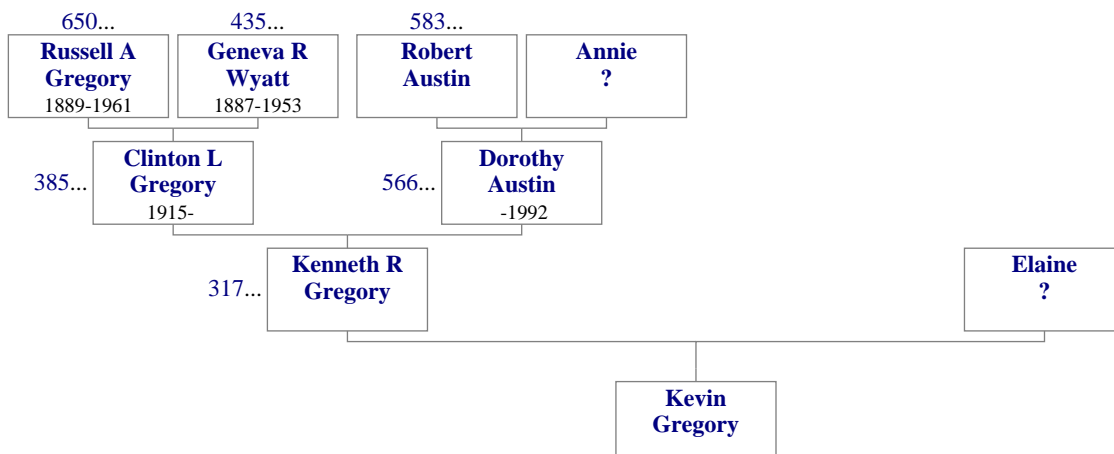 650...
435...
583...
Russell A
Gregory
1889-1961
Geneva R
Wyatt
1887-1953
Robert
Austin
Annie
?
385...
Clinton L
Gregory
1915-
566...
Dorothy
Austin
-1992
317...
Kenneth R
Gregory
Elaine
?
Kevin
Gregory